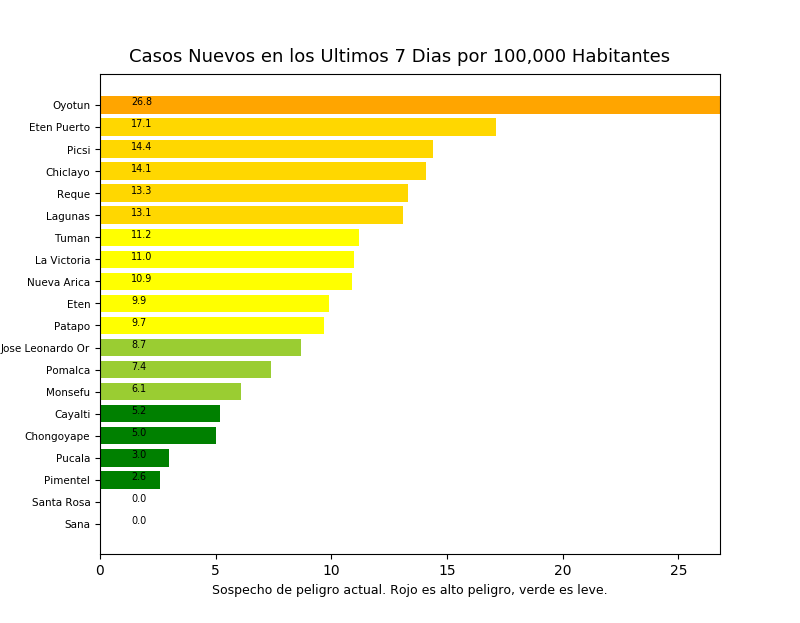 Casos Nuevos en los Ultimos 7 Dias por 100,000 Habitantes
Oyotun 26.8
Eten Puerto 17.1
Picsi 14.4
Chiclayo 14.1
Reque 13.3
Lagunas 13.1
Tuman 11.2
La Victoria 11.0
Nueva Arica 10.9
Eten 9.9
Patapo 9.7
Jose Leonardo Or 8.7
Pomalca 7.4
Monsefu 6.1
Cayalti 5.2
Chongoyape 5.0
Pucala 3.0
Pimentel 2.6
Santa Rosa 0.0
Sana 0.0
0 5 10 15 20 25
Sospecho de peligro actual. Rojo es alto peligro, verde es leve.